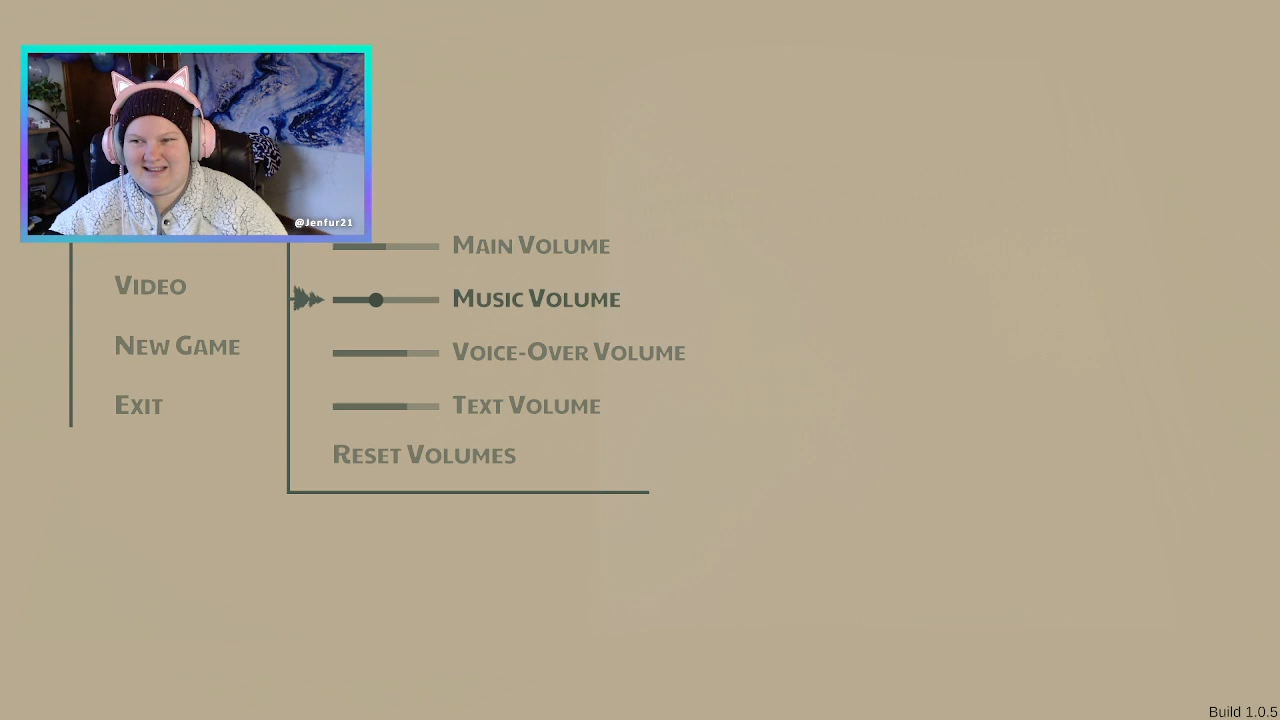 @Jenfur21
Main Volume
Video
Music Volume
New Game
Voice-Over Volume
Exit
Text Volume
Reset Volumes
Build 1.0.5